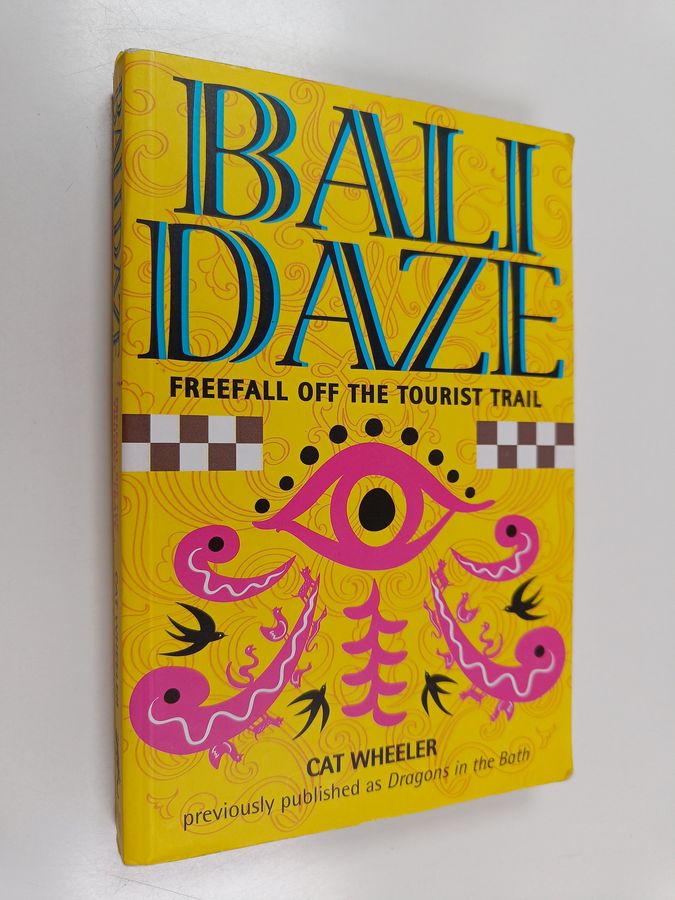 BALI
DAZE
FREEFALL OFF THE TOURIST TRAIL
CAT WHEELER
previously published as Dragons in the Bath
BALI DAZE